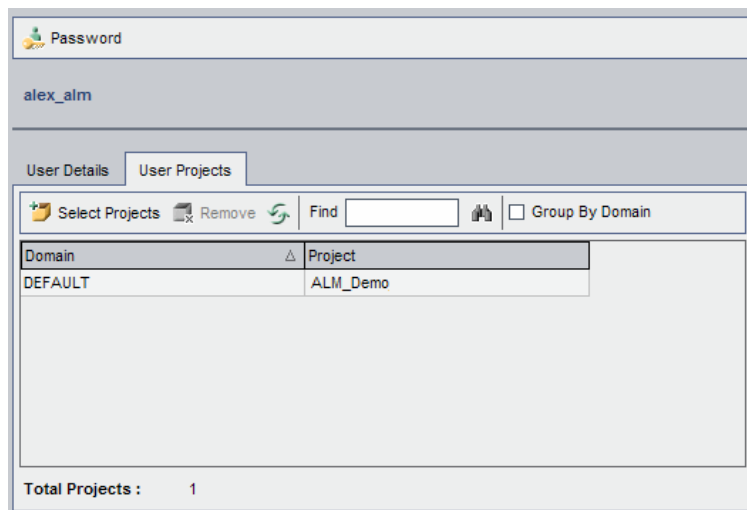 Password
alex_alm
User Details User Projects
Select Projects Remove Find Group By Domain
Domain Project
DEFAULT ALM_Demo
Total Projects : 1